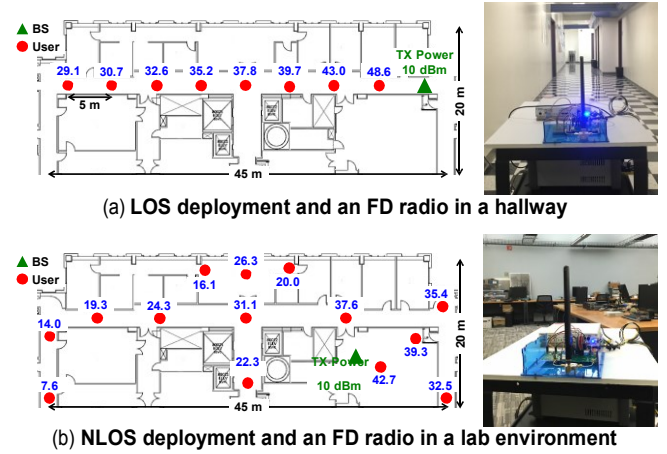 BS
User
TX Power
10 dBm
29.1 30.7 32.6 35.2 37.8 39.7 43.0 48.6
5 m
20 m
45 m
(a) LOS deployment and an FD radio in a hallway
BS
User
26.3
16.1 20.0
35.4
19.3 24.3 31.1 37.6
14.0
20 m
39.3
22.3 TX Power
42.7
7.6 10 dBm 32.5
45 m
(b) NLOS deployment and an FD radio in a lab environment